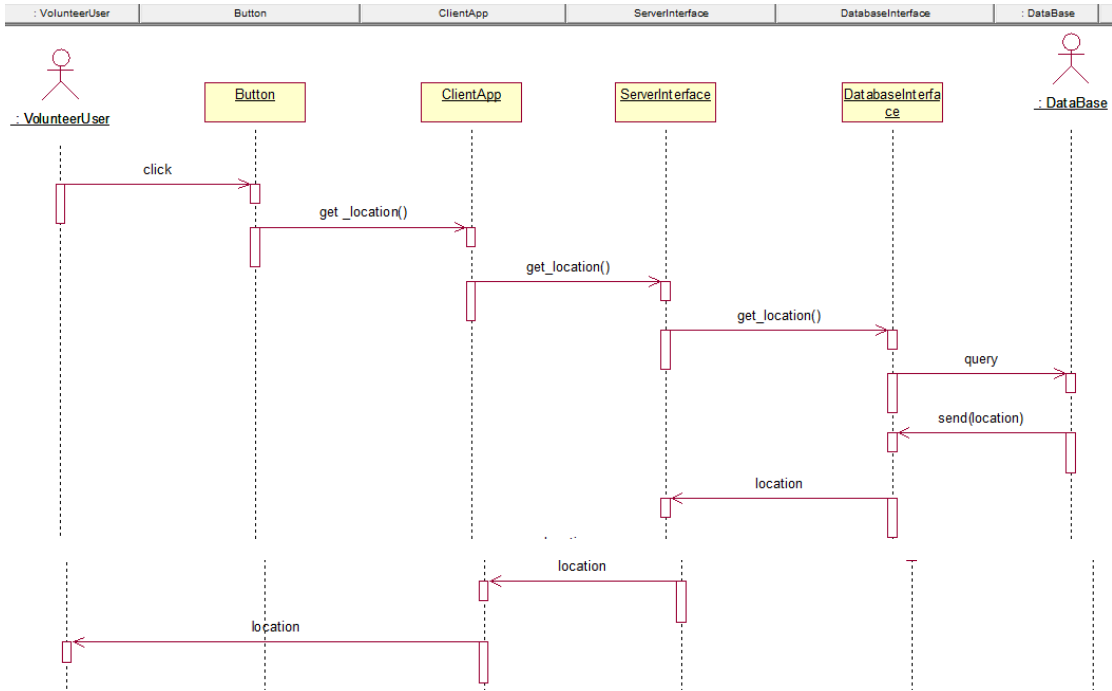 : VolunteerUser
Button
ClientApp
ServerInterface
DatabaseInterface
: DataBase
: VolunteerUser
Button
ClientApp
ServerInterface
DatabaseInterfa
ce
: DataBase
click
get _location()
get_location()
get_location()
query
send(location)
location
location
location